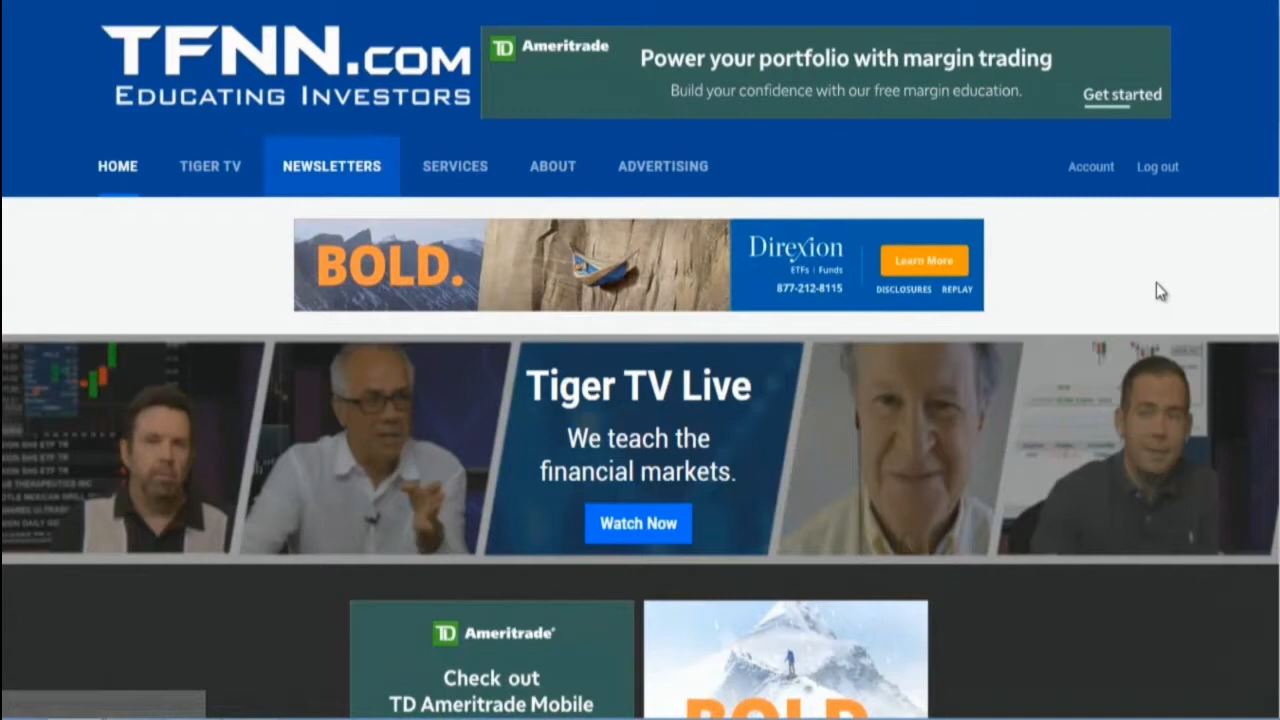 TFNN.COM
EDUCATING INVESTORS
TD Ameritrade
Power your portfolio with margin trading
Build your confidence with our free margin education.
Get started
HOME
TIGER TV
NEWSLETTERS
SERVICES
ABOUT
ADVERTISING
Account
Log out
BOLD.
Direxion
ETFs | Funds
877-212-8115
Learn More
DISCLOSURES
REPLAY
Tiger TV Live
We teach the
financial markets.
Watch Now
TD Ameritrade®
Check out
TD Ameritrade Mobile
BOLD